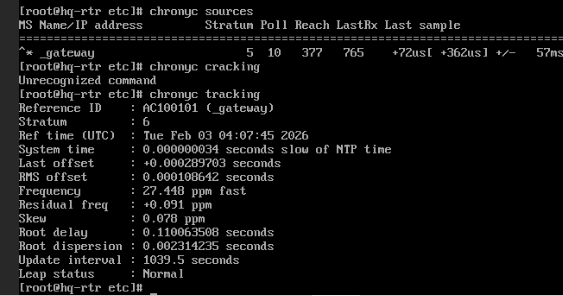 [root@hq-rtr etc]# chronyc sources
MS Name/IP address         Stratum Poll Reach LastRx Last sample
===============================================================================
^* _gateway                      5  10   377   765    +72us[ +362us] +/-   57ms
[root@hq-rtr etc]# chronyc cracking
Unrecognized command
[root@hq-rtr etc]# chronyc tracking
Reference ID    : AC100101 (_gateway)
Stratum         : 6
Ref time (UTC)  : Tue Feb 03 04:07:45 2026
System time     : 0.000000034 seconds slow of NTP time
Last offset     : +0.000289703 seconds
RMS offset      : 0.000108642 seconds
Frequency       : 27.448 ppm fast
Residual freq   : +0.091 ppm
Skew            : 0.078 ppm
Root delay      : 0.110063508 seconds
Root dispersion : 0.002314235 seconds
Update interval : 1039.5 seconds
Leap status     : Normal
[root@hq-rtr etc]# _